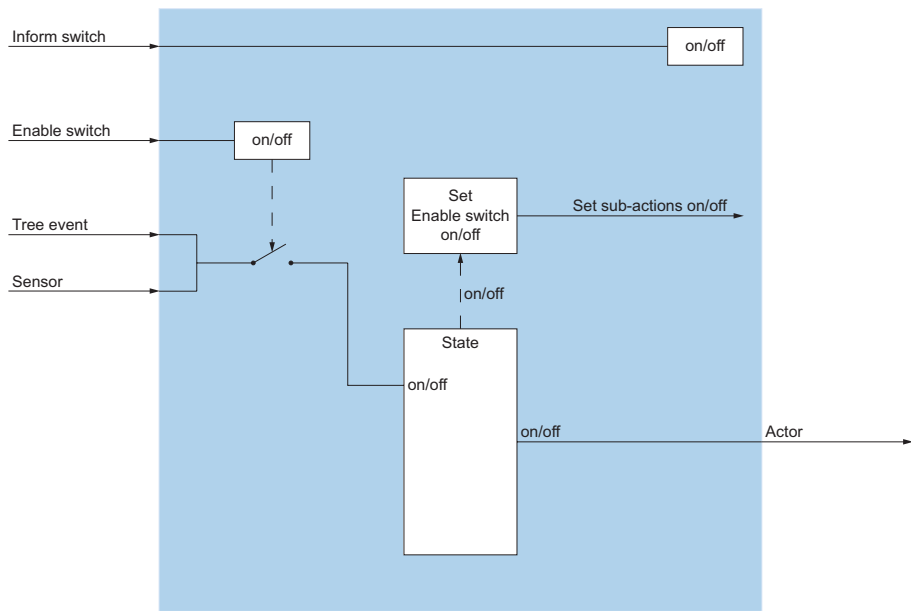 Inform switch
on/off
Enable switch
on/off
Set
Enable switch
on/off
Set sub-actions on/off
Tree event
Sensor
on/off
State
on/off
on/off
Actor